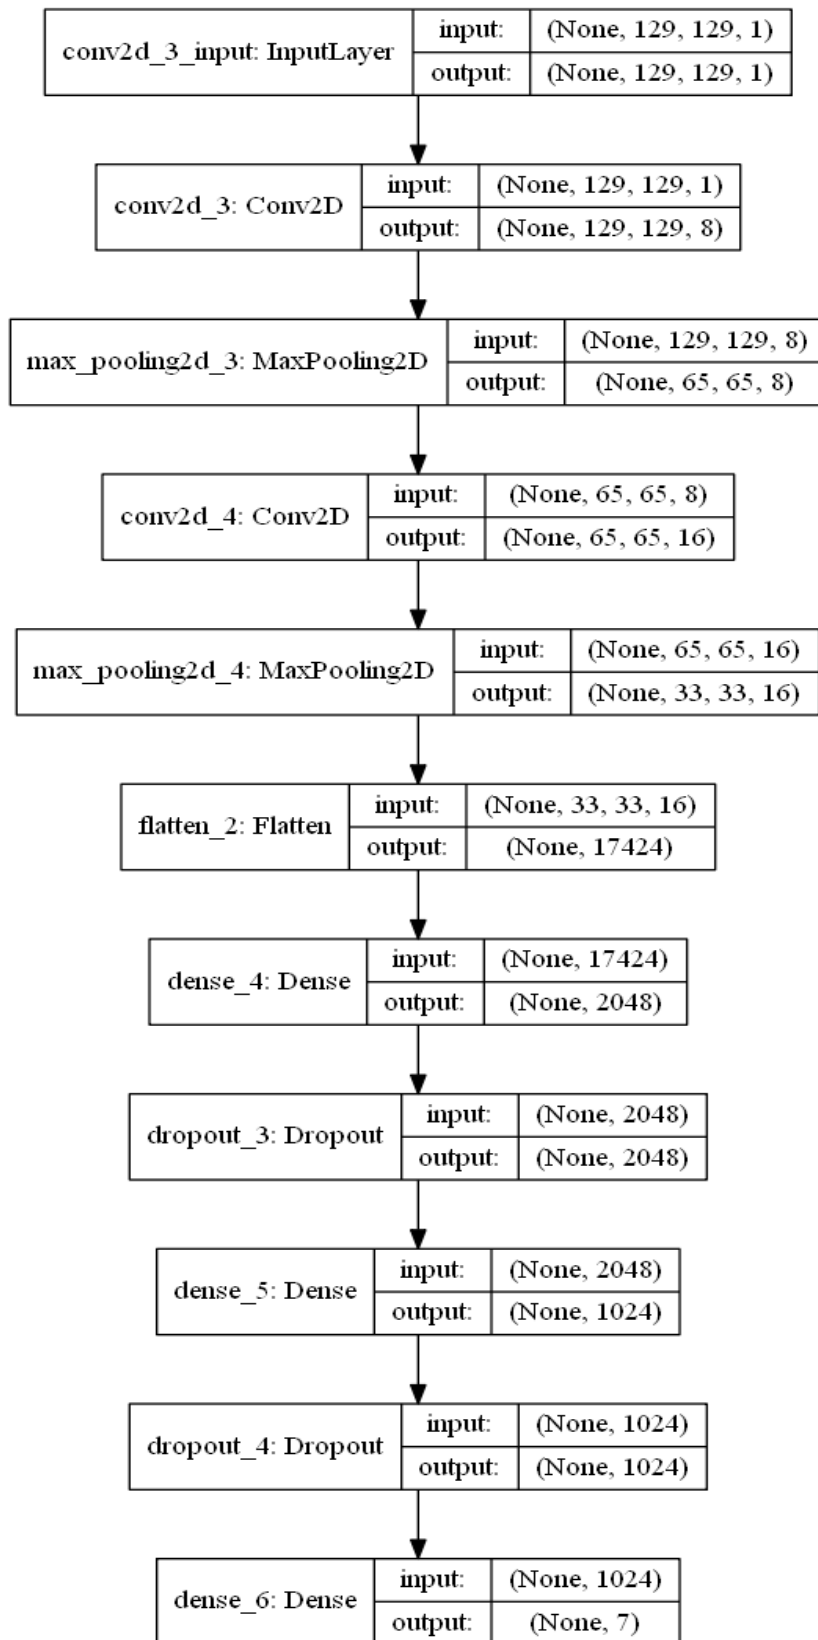 conv2d_3_input: InputLayer
input: (None, 129, 129, 1)
output: (None, 129, 129, 1)
conv2d_3: Conv2D
input: (None, 129, 129, 1)
output: (None, 129, 129, 8)
max_pooling2d_3: MaxPooling2D
input: (None, 129, 129, 8)
output: (None, 65, 65, 8)
conv2d_4: Conv2D
input: (None, 65, 65, 8)
output: (None, 65, 65, 16)
max_pooling2d_4: MaxPooling2D
input: (None, 65, 65, 16)
output: (None, 33, 33, 16)
flatten_2: Flatten
input: (None, 33, 33, 16)
output: (None, 17424)
dense_4: Dense
input: (None, 17424)
output: (None, 2048)
dropout_3: Dropout
input: (None, 2048)
output: (None, 2048)
dense_5: Dense
input: (None, 2048)
output: (None, 1024)
dropout_4: Dropout
input: (None, 1024)
output: (None, 1024)
dense_6: Dense
input: (None, 1024)
output: (None, 7)